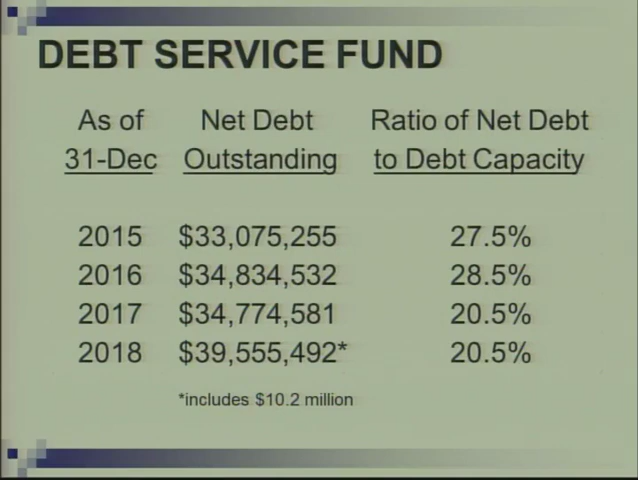 DEBT SERVICE FUND
As of Net Debt Ratio of Net Debt
31-Dec Outstanding to Debt Capacity
2015 $33,075,255 27.5%
2016 $34,834,532 28.5%
2017 $34,774,581 20.5%
2018 $39,555,492* 20.5%
*includes $10.2 million